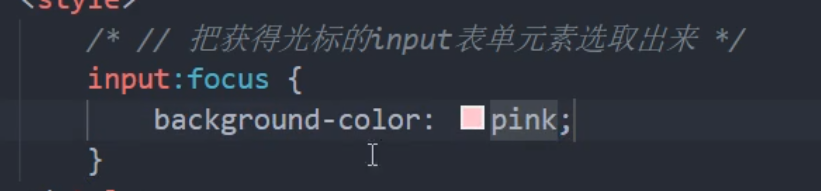 <style>
/* // 把获得光标的input表单元素选取出来 */
input:focus {
background-color: pink;
}